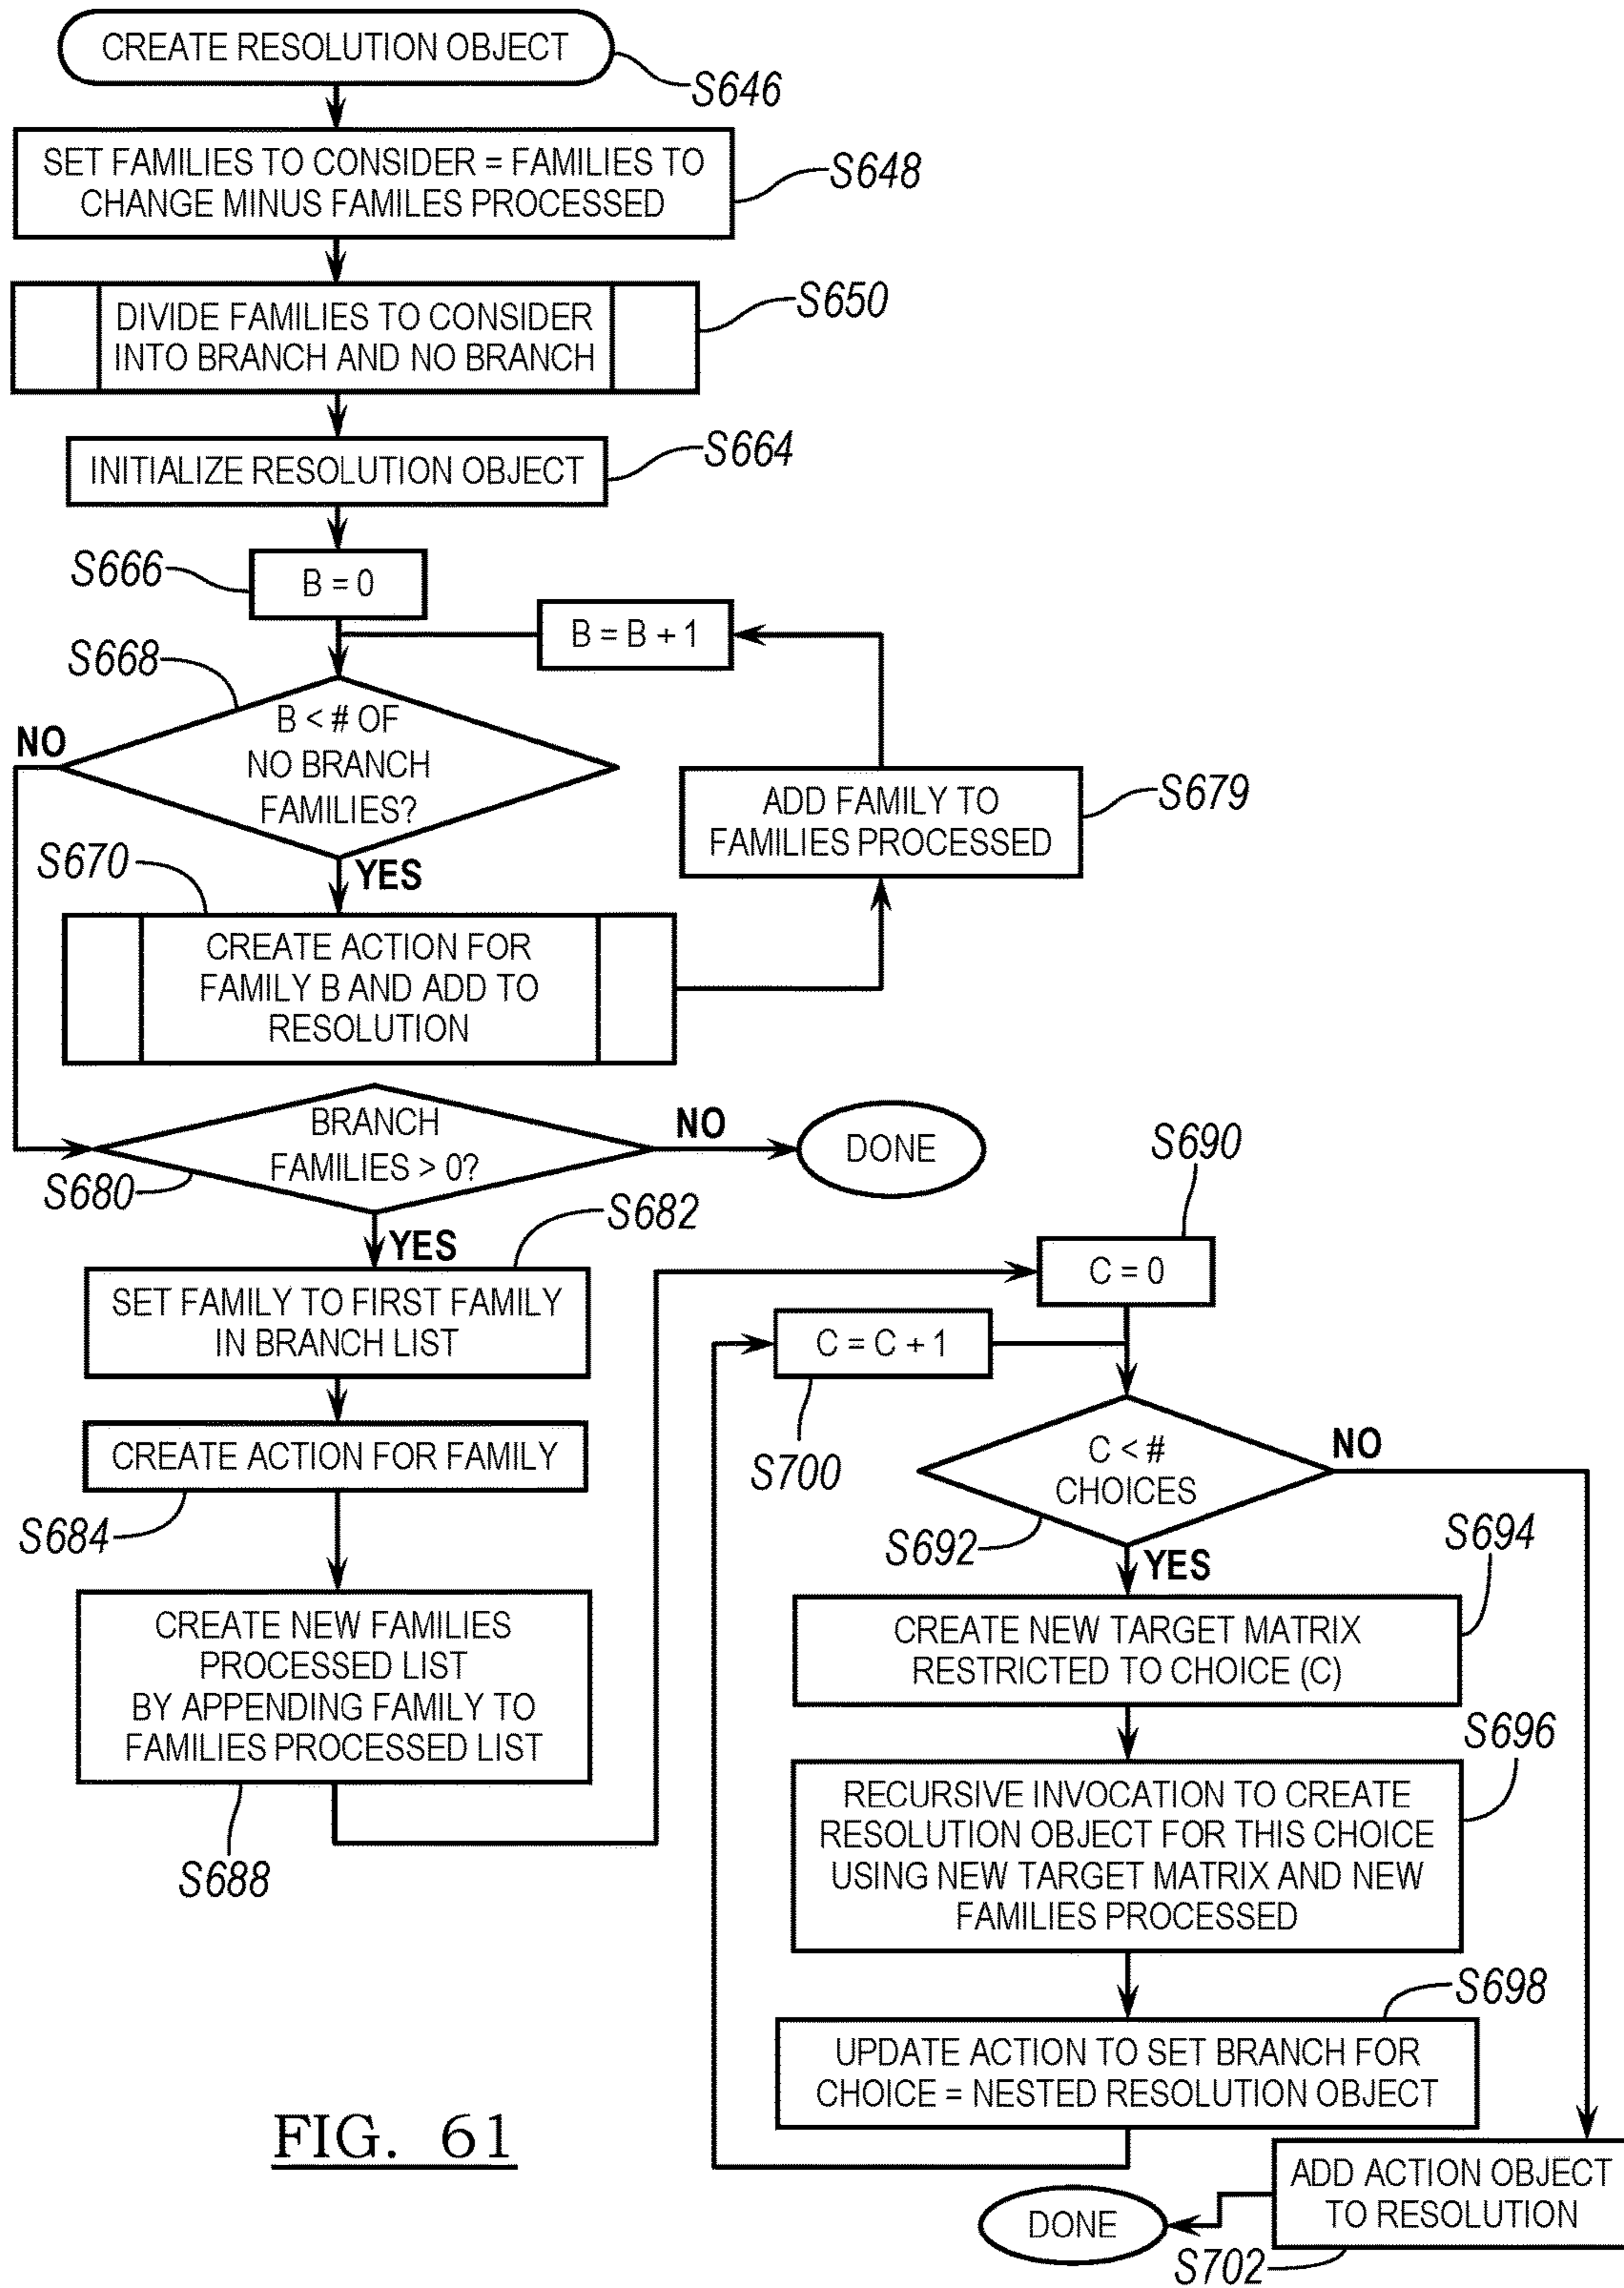 CREATE RESOLUTION OBJECT
S646
SET FAMILIES TO CONSIDER = FAMILIES TO
CHANGE MINUS FAMILES PROCESSED
S648
DIVIDE FAMILIES TO CONSIDER
INTO BRANCH AND NO BRANCH
S650
INITIALIZE RESOLUTION OBJECT
S664
S666
B = 0
B = B + 1
S668
B < # OF
NO BRANCH
FAMILIES?
NO
YES
ADD FAMILY TO
FAMILIES PROCESSED
S679
S670
CREATE ACTION FOR
FAMILY B AND ADD TO
RESOLUTION
BRANCH
FAMILIES > 0?
NO
DONE
S680
YES
S682
SET FAMILY TO FIRST FAMILY
IN BRANCH LIST
CREATE ACTION FOR FAMILY
S684
CREATE NEW FAMILIES
PROCESSED LIST
BY APPENDING FAMILY TO
FAMILIES PROCESSED LIST
S688
S690
C = 0
C = C + 1
S700
C < #
CHOICES
NO
S692
YES
S694
CREATE NEW TARGET MATRIX
RESTRICTED TO CHOICE (C)
S696
RECURSIVE INVOCATION TO CREATE
RESOLUTION OBJECT FOR THIS CHOICE
USING NEW TARGET MATRIX AND NEW
FAMILIES PROCESSED
S698
UPDATE ACTION TO SET BRANCH FOR
CHOICE = NESTED RESOLUTION OBJECT
ADD ACTION OBJECT
TO RESOLUTION
S702
DONE
FIG. 61